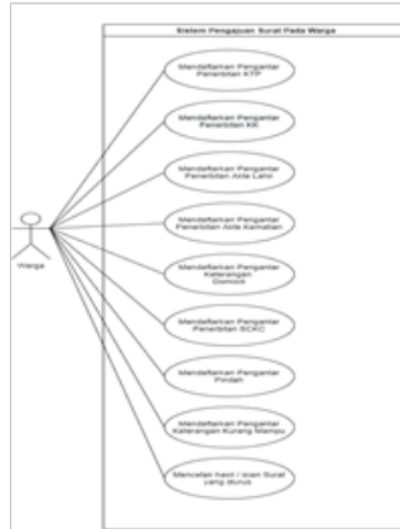 Sistem Pengajuan Surat Pada Warga
Mendaftarkan Pengantar
Penerbitan KTP
Mendaftarkan Pengantar
Penerbitan KK
Mendaftarkan Pengantar
Penerbitan Akte Lahir
Mendaftarkan Pengantar
Penerbitan Akte Kematian
Warga
Mendaftarkan Pengantar
Keterangan
Domisili
Mendaftarkan Pengantar
Penerbitan SCKC
Mendaftarkan Pengantar
Pindah
Mendaftarkan Pengantar
Keterangan Kurang Mampu
Mencetak hasil / Surat
yang diurus